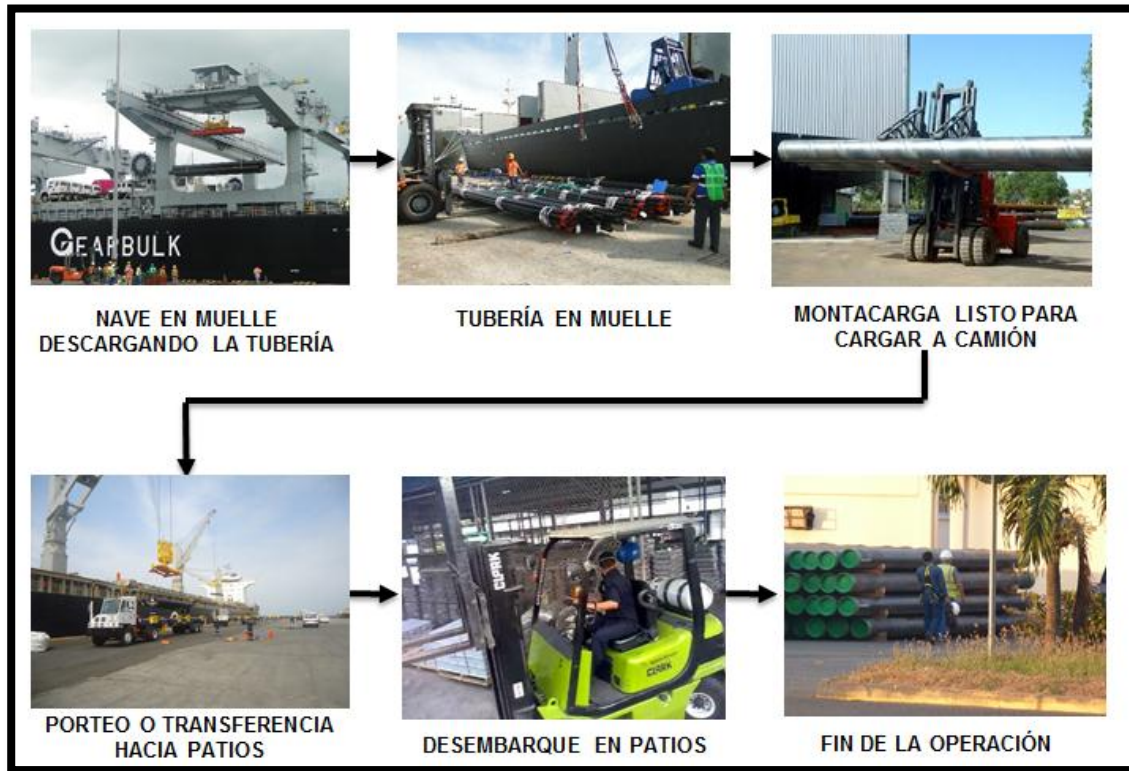 GEARBULK
NAVE EN MUELLE
DESCARGANDO LA TUBERÍA
TUBERÍA EN MUELLE
MONTACARGA LISTO PARA
CARGAR A CAMIÓN
CLARK
CLARK
PORTEO O TRANSFERENCIA
HACIA PATIOS
DESEMBARQUE EN PATIOS
FIN DE LA OPERACIÓN